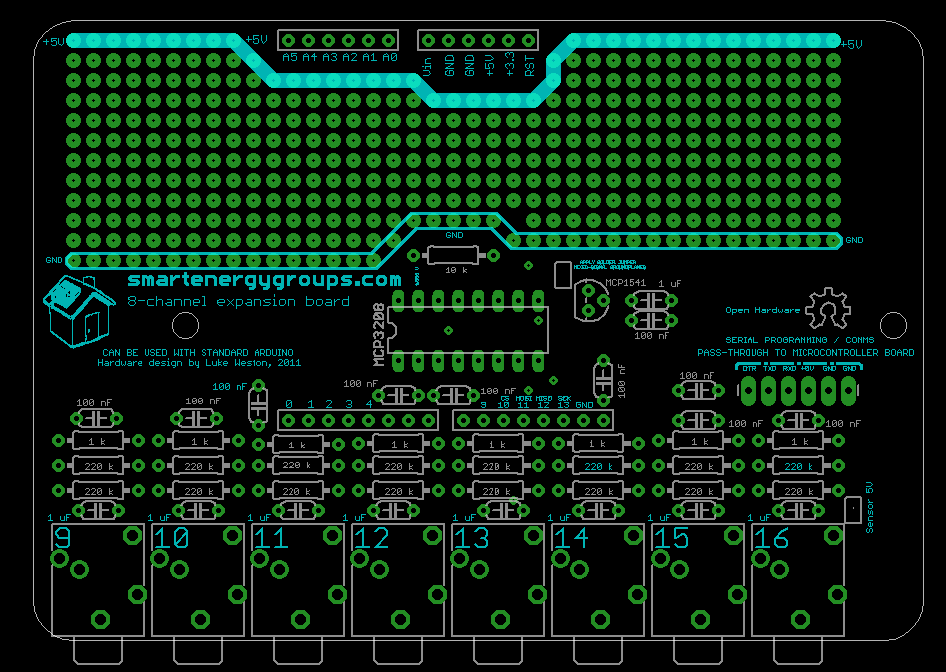 +5V
+5V
+5V
A5 A4 A3 A2 A1 A0
Vin GND GND +5V +3.3 RST
GND
GND
GND
10 k
smartenergygroups.com
8-channel expansion board
CAN BE USED WITH STANDARD ARDUINO
Hardware design by Luke Weston, 2011
MCP3208
APPLY SOLDER JUMPER
MCP1541
1 uF
100 nF
Open Hardware
SERIAL PROGRAMMING / COMMS
PASS-THROUGH TO MICROCONTROLLER BOARD
DTR TXD RXD +5V GND GND
100 nF
100 nF
100 nF
100 nF
100 nF
100 nF
100 nF
100 nF
100 nF
CS MOSI MISO SCK
0 1 2 3 4
9 10 11 12 13 GND
1 k 1 k 1 k 1 k 1 k 1 k 1 k 1 k
220 k 220 k 220 k 220 k 220 k 220 k 220 k 220 k
220 k 220 k 220 k 220 k 220 k 220 k 220 k 220 k
1 uF 1 uF 1 uF 1 uF 1 uF 1 uF 1 uF 1 uF
Sensor 5V
9 10 11 12 13 14 15 16